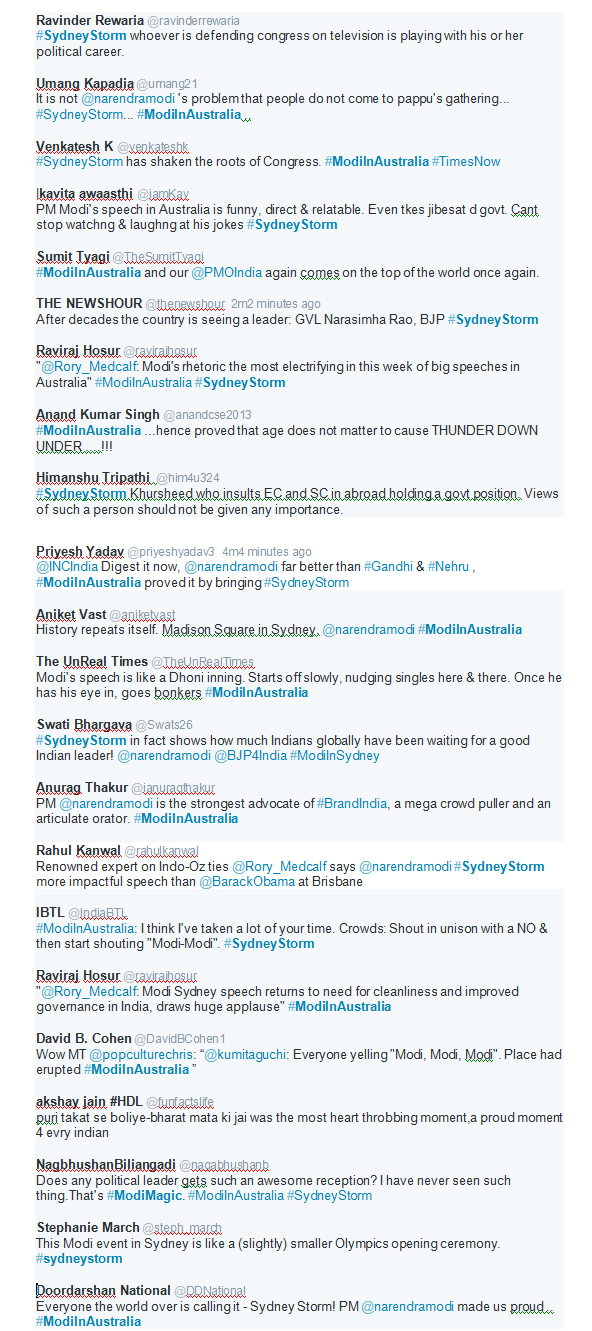 Ravinder Rewaria @ravinderrewaria
#SydneyStorm whoever is defending congress on television is playing with his or her
political career.
Umang Kapadia @umang21
It is not @narendramodi 's problem that people do not come to pappu's gathering...
#SydneyStorm... #ModiInAustralia...
Venkatesh K @venkateshk
#SydneyStorm has shaken the roots of Congress. #ModiInAustralia #TimesNow
Ikavita awaasthi @iamKav
PM Modi's speech in Australia is funny, direct & relatable. Even tkes jibesat d govt. Cant
stop watchng & laughng at his jokes #SydneyStorm
Sumit Tyagi @TheSumitTyagi
#ModiInAustralia and our @PMOIndia again comes on the top of the world once again.
THE NEWSHOUR @thenewshour 2m2 minutes ago
After decades the country is seeing a leader: GVL Narasimha Rao, BJP #SydneyStorm
Raviraj Hosur @ravirajhosur
"@Rory_Medcalf: Modi's rhetoric the most electrifying in this week of big speeches in
Australia" #ModiInAustralia #SydneyStorm
Anand Kumar Singh @anandcse2013
#ModiInAustralia ...hence proved that age does not matter to cause THUNDER DOWN
UNDER .....!!!
Himanshu Tripathi @him4u324
#SydneyStorm Khursheed who insults EC and SC in abroad holding a govt position. Views
of such a person should not be given any importance.
Priyesh Yadav @priyeshyadav3 4m4 minutes ago
@INCIndia Digest it now, @narendramodi far better than #Gandhi & #Nehru ,
#ModiInAustralia proved it by bringing #SydneyStorm
Aniket Vast @aniketvast
History repeats itself. Madison Square in Sydney. @narendramodi #ModiInAustralia
The UnReal Times @TheUnRealTimes
Modi's speech is like a Dhoni inning. Starts off slowly, nudging singles here & there. Once he
has his eye in, goes bonkers #ModiInAustralia
Swati Bhargava @Swats26
#SydneyStorm in fact shows how much Indians globally have been waiting for a good
Indian leader! @narendramodi @BJP4India #ModiInSydney
Anurag Thakur @ianuragthakur
PM @narendramodi is the strongest advocate of #BrandIndia, a mega crowd puller and an
articulate orator. #ModiInAustralia
Rahul Kanwal @rahulkanwal
Renowned expert on Indo-Oz ties @Rory_Medcalf says @narendramodi #SydneyStorm
more impactful speech than @BarackObama at Brisbane
IBTL @IndiaBTL
#ModiInAustralia: I think I've taken a lot of your time. Crowds: Shout in unison with a NO &
then start shouting "Modi-Modi". #SydneyStorm
Raviraj Hosur @ravirajhosur
"@Rory_Medcalf: Modi Sydney speech returns to need for cleanliness and improved
governance in India, draws huge applause" #ModiInAustralia
David B. Cohen @DavidBCohen1
Wow MT @popculturechris: “@kumitaguchi: Everyone yelling "Modi, Modi, Modi". Place had
erupted #ModiInAustralia ”
akshay jain #HDL @funfactslife
puri takat se boliye-bharat mata ki jai was the most heart throbbing moment,a proud moment
4 evry indian
NagbhushanBiliangadi @nagabhushanb
Does any political leader gets such an awesome reception? I have never seen such
thing.That's #ModiMagic. #ModiInAustralia #SydneyStorm
Stephanie March @steph_march
This Modi event in Sydney is like a (slightly) smaller Olympics opening ceremony.
#sydneystorm
Doordarshan National @DDNational
Everyone the world over is calling it - Sydney Storm! PM @narendramodi made us proud...
#ModiInAustralia